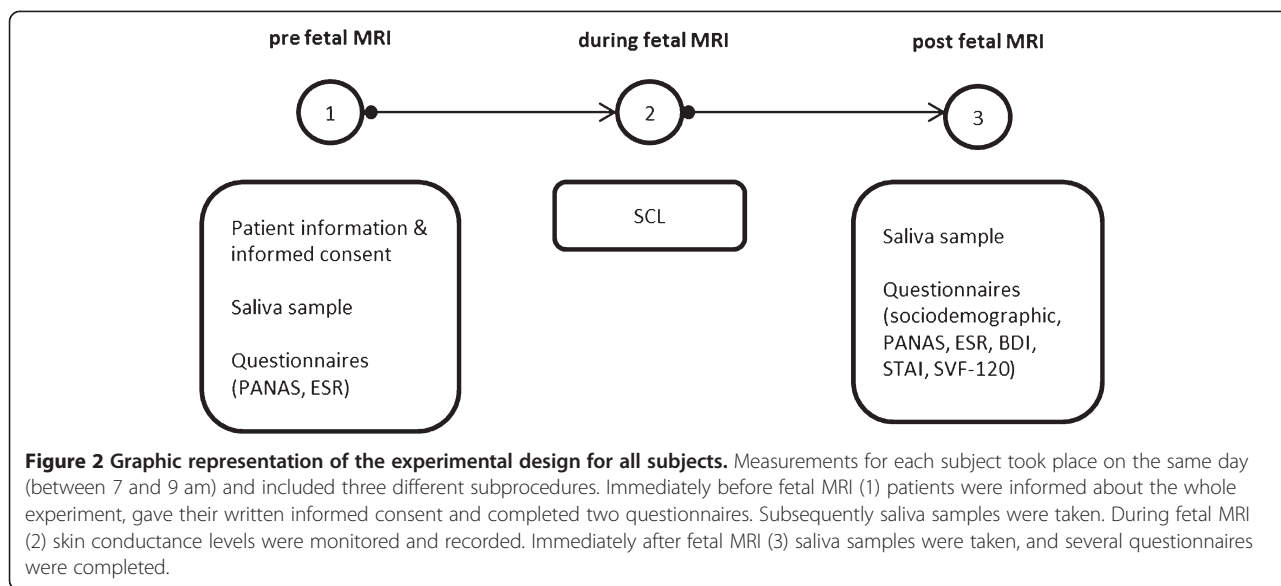 pre fetal MRI during fetal MRI post fetal MRI
1 2 3
Patient information &
informed consent
Saliva sample
Questionnaires
(PANAS, ESR)
SCL
Saliva sample
Questionnaires
(sociodemographic,
PANAS, ESR, BDI,
STAI, SVF-120)
Figure 2 Graphic representation of the experimental design for all subjects. Measurements for each subject took place on the same day
(between 7 and 9 am) and included three different subprocedures. Immediately before fetal MRI (1) patients were informed about the whole
experiment, gave their written informed consent and completed two questionnaires. Subsequently saliva samples were taken. During fetal MRI
(2) skin conductance levels were monitored and recorded. Immediately after fetal MRI (3) saliva samples were taken, and several questionnaires
were completed.